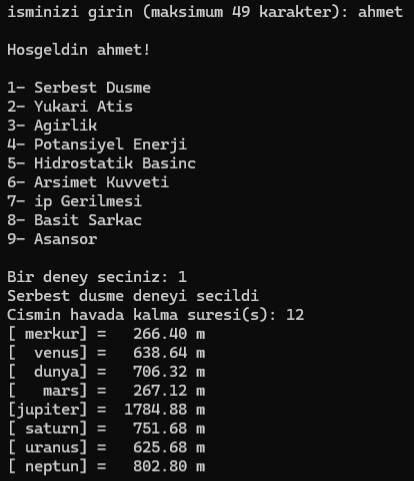 isminizi girin (maksimum 49 karakter): ahmet
Hosgeldin ahmet!
1- Serbest Dusme
2- Yukari Atis
3- Agirlik
4- Potansiyel Enerji
5- Hidrostatik Basinc
6- Arsimet Kuvveti
7- ip Gerilmesi
8- Basit Sarkac
9- Asansor
Bir deney seciniz: 1
Serbest dusme deneyi secildi
Cismin havada kalma suresi(s): 12
[ merkur] =   266.40 m
[  venus] =   638.64 m
[  dunya] =   706.32 m
[   mars] =   267.12 m
[jupiter] =  1784.88 m
[ saturn] =   751.68 m
[ uranus] =   625.68 m
[ neptun] =   802.80 m